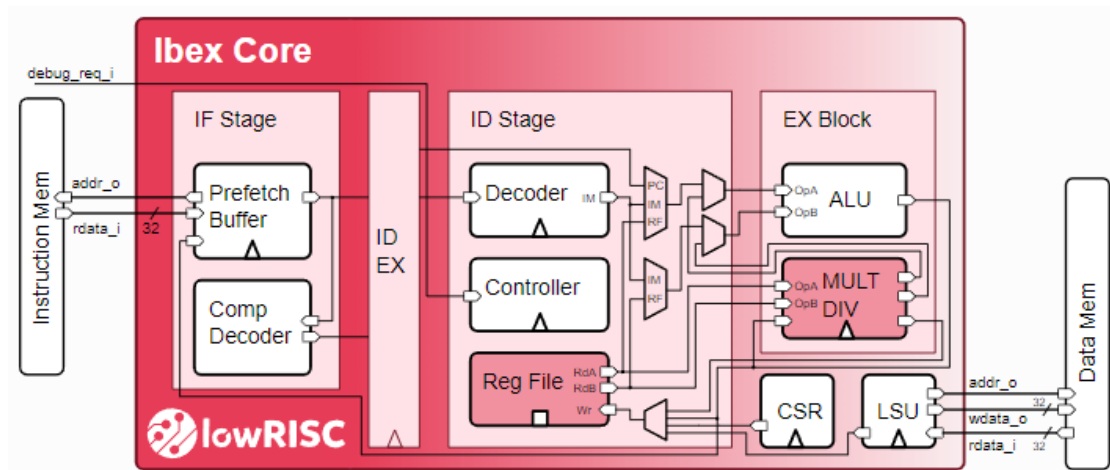 Ibex Core
debug_req_i
Instruction Mem
addr_o
rdata_i
32
IF Stage
Prefetch
Buffer
Comp
Decoder
ID
EX
ID Stage
Decoder
IM
Controller
Reg File
RdA
RdB
Wr
PC
IM
RF
IM
RF
EX Block
OpA
OpB
ALU
OpA
OpB
MULT
DIV
CSR
LSU
addr_o
32
wdata_o
rdata_i
32
Data Mem
lowRISC